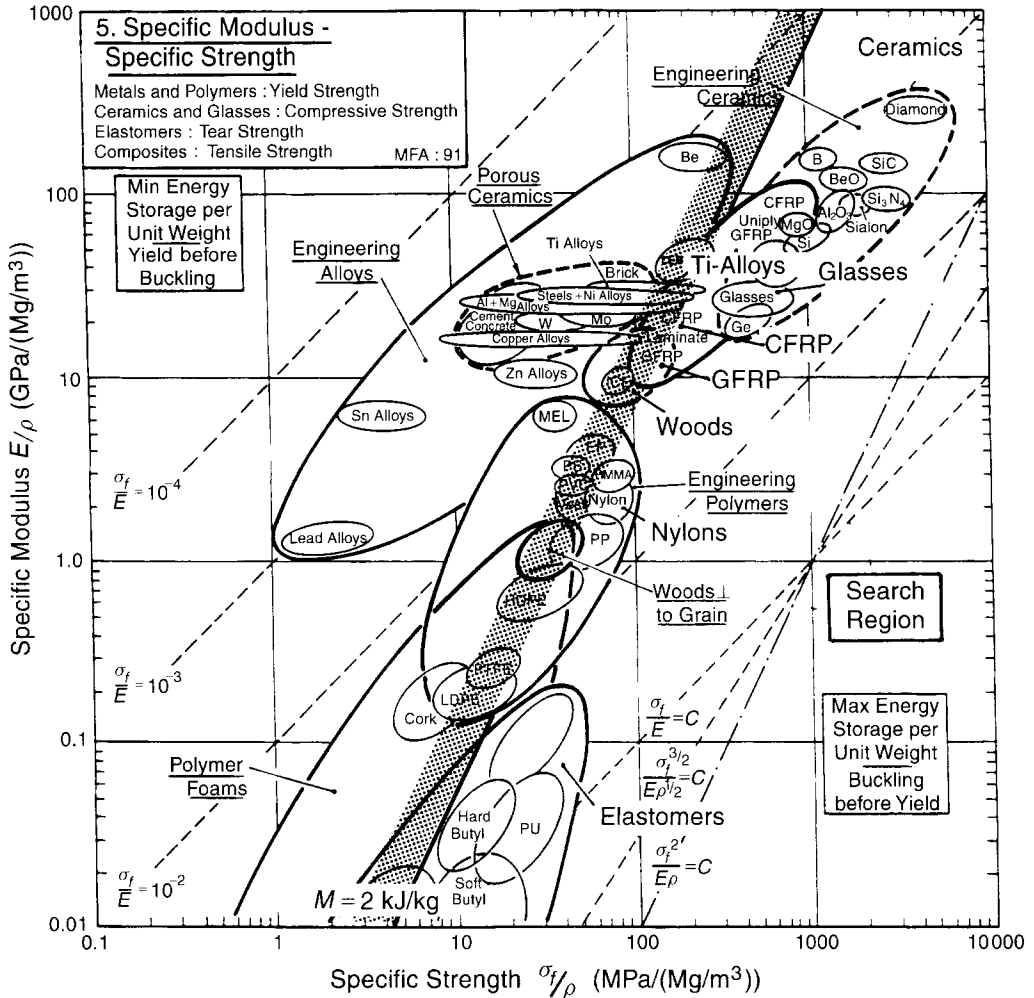 1000
100
10
1.0
0.1
0.01
Specific Modulus E/ρ (GPa/(Mg/m³))
5. Specific Modulus -
Specific Strength
Metals and Polymers : Yield Strength
Ceramics and Glasses : Compressive Strength
Elastomers : Tear Strength
Composites : Tensile Strength MFA : 91
Min Energy
Storage per
Unit Weight
Yield before
Buckling
Engineering
Alloys
Porous
Ceramics
Engineering
Ceramics
Ceramics
Diamond
B
SiC
BeO
Si₃N₄
Al₂O₃
Sialon
CFRP
Uniply
GFRP
MgO
Si
Be
Ti Alloys
Brick
Ti-Alloys
Glasses
Glasses
Ge
Steels + Ni Alloys
Al + Mg
Alloys
Cement
Concrete
W
Mo
Copper Alloys
CFRP
GFRP
GFRP
Zn Alloys
Woods
Sn Alloys
Lead Alloys
MEL
EP
PMMA
Nylon
Engineering
Polymers
Nylons
PP
Woods ⊥
to Grain
HDPE
PTFE
LDPE
Cork
Search
Region
Polymer
Foams
Hard
Butyl
PU
Soft
Butyl
Elastomers
M = 2 kJ/kg
σf/E = 10⁻⁴
σf/E = 10⁻³
σf/E = 10⁻²
σf/E = C
σf^3/2/Eρ^1/2 = C
σf²′/Eρ = C
Max Energy
Storage per
Unit Weight
Buckling
before Yield
0.1 1 10 100 1000 10000
Specific Strength σf/ρ (MPa/(Mg/m³))